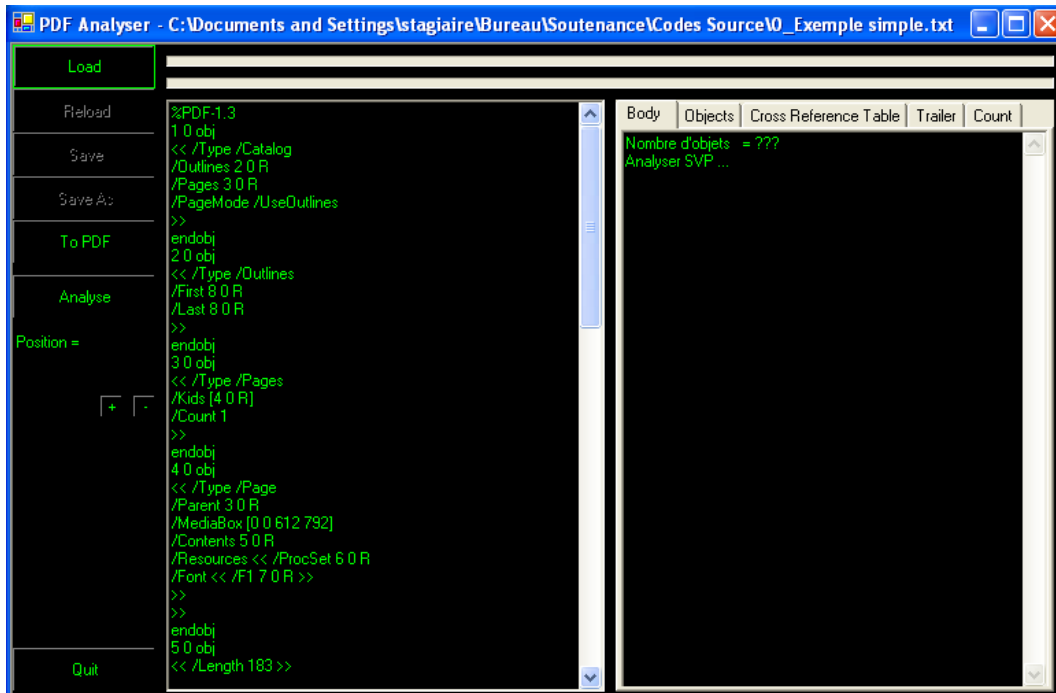 PDF Analyser - C:\Documents and Settings\stagiaire\Bureau\Soutenance\Codes Source\0_Exemple simple.txt
Load
Reload
Save
Save As
To PDF
Analyse
Position =
+ -
Quit
%PDF-1.3
1 0 obj
<< /Type /Catalog
/Outlines 2 0 R
/Pages 3 0 R
/PageMode /UseOutlines
>>
endobj
2 0 obj
<< /Type /Outlines
/First 8 0 R
/Last 8 0 R
>>
endobj
3 0 obj
<< /Type /Pages
/Kids [4 0 R]
/Count 1
>>
endobj
4 0 obj
<< /Type /Page
/Parent 3 0 R
/MediaBox [0 0 612 792]
/Contents 5 0 R
/Resources << /ProcSet 6 0 R
/Font << /F1 7 0 R >>
>>
>>
endobj
5 0 obj
<< /Length 183 >>
Body Objects Cross Reference Table Trailer Count
Nombre d'objets = ???
Analyser SVP ...